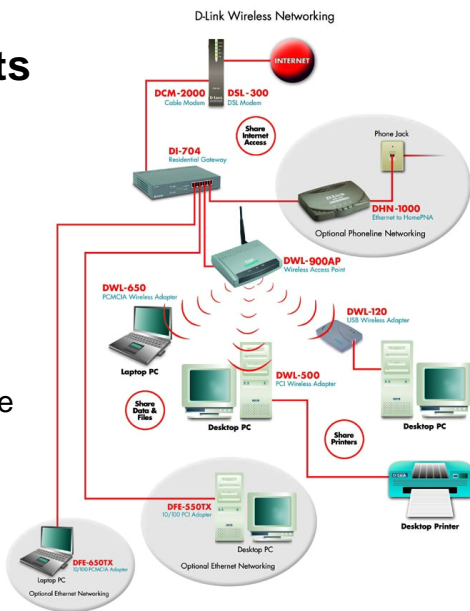 D-Link Wireless Networking
ts
INTERNET
DCM-2000
Cable Modem
DSL-300
DSL Modem
Share
Internet
Access
Phone Jack
DI-704
Residential Gateway
DHN-1000
Ethernet to HomePNA
Optional Phoneline Networking
DWL-900AP
Wireless Access Point
DWL-650
PCMCIA Wireless Adapter
DWL-120
USB Wireless Adapter
Laptop PC
DWL-500
PCI Wireless Adapter
e
Share
Data &
Files
Desktop PC
Desktop PC
Share
Printers
DFE-550TX
10/100 PCI Adapter
Desktop PC
Optional Ethernet Networking
Desktop Printer
DFE-650TX
10/100 PCMCIA Adapter
Laptop PC
Optional Ethernet Networking